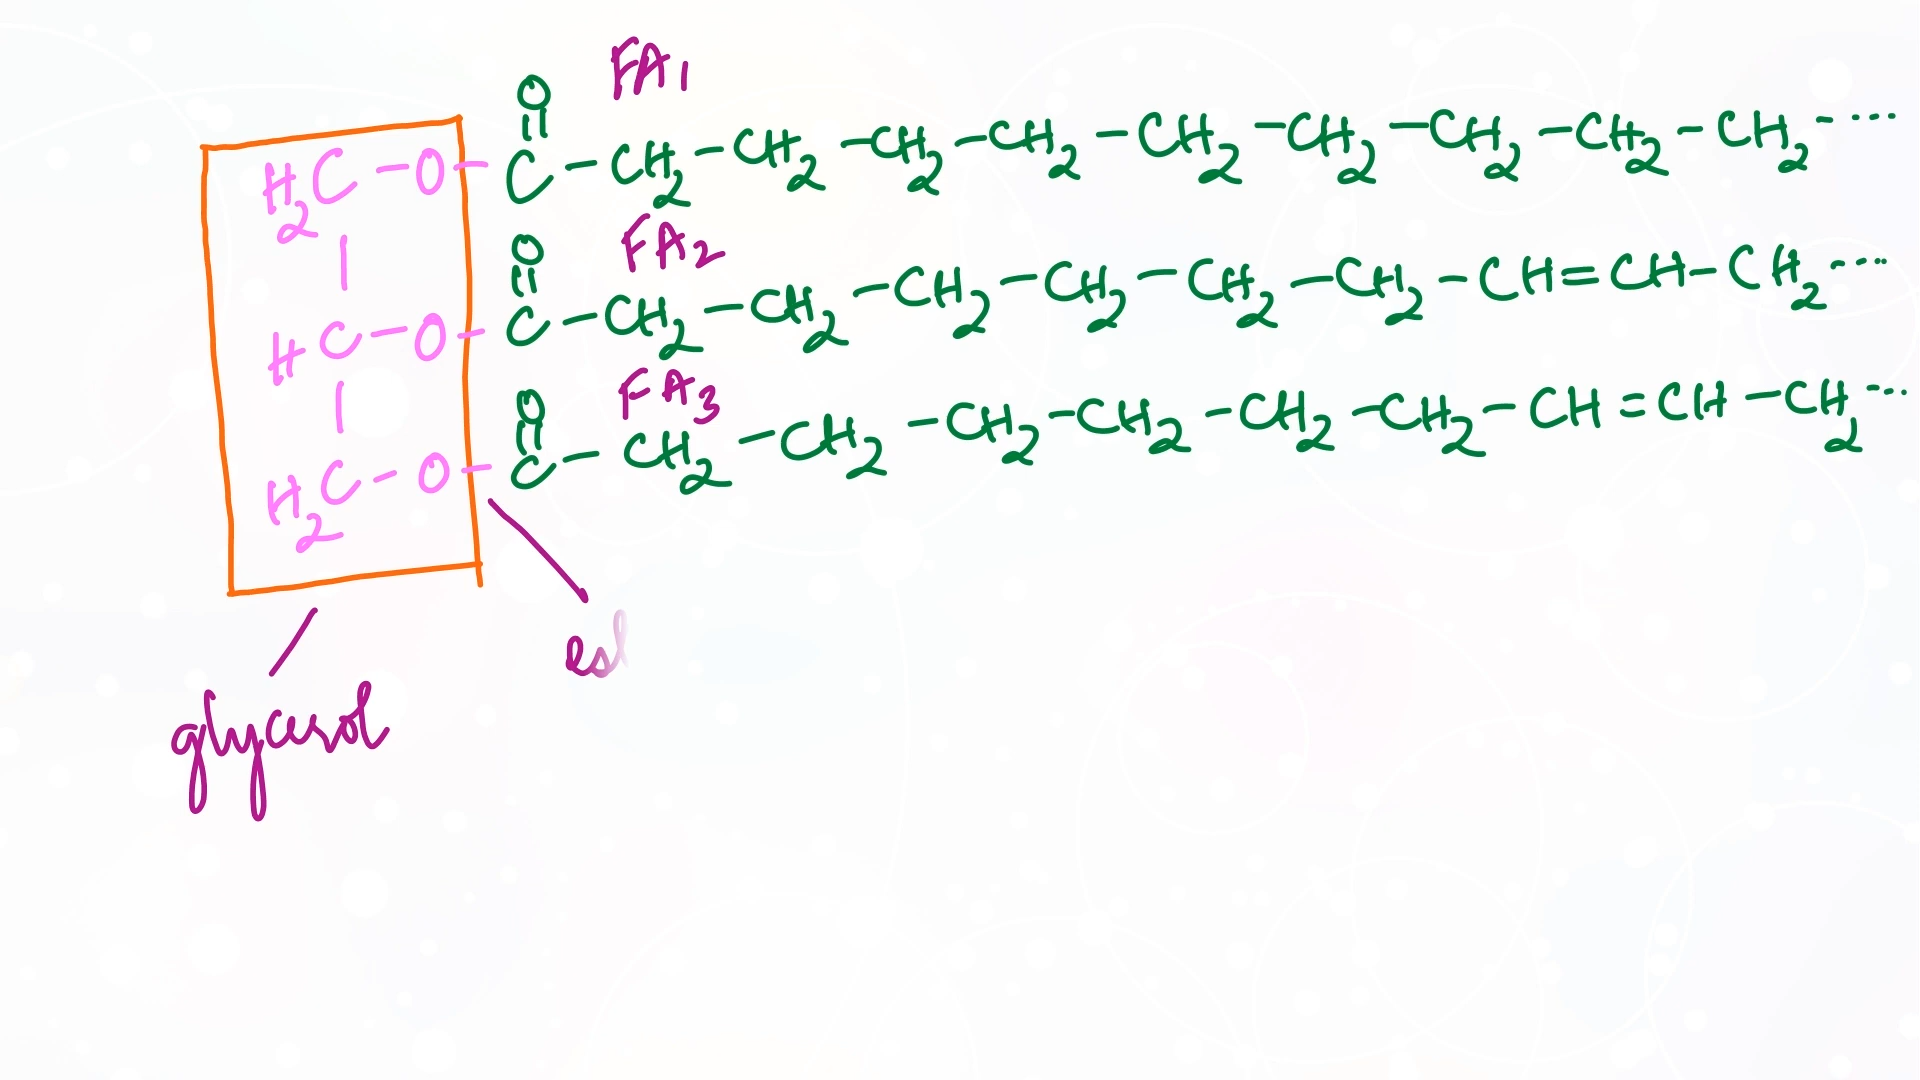 FA1
O
||
H2C-O-C-CH2-CH2-CH2-CH2-CH2-CH2-CH2-CH2-CH2-....
|
O
||
FA2
HC-O-C-CH2-CH2-CH2-CH2-CH2-CH2-CH=CH-CH2-....
|
O
||
FA3
H2C-O-C-CH2-CH2-CH2-CH2-CH2-CH2-CH=CH-CH2-...
glycerol